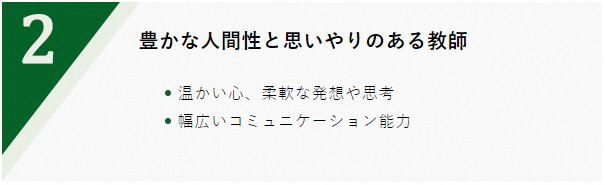 2
豊かな人間性と思いやりのある教師
温かい心、柔軟な発想や思考
幅広いコミュニケーション能力